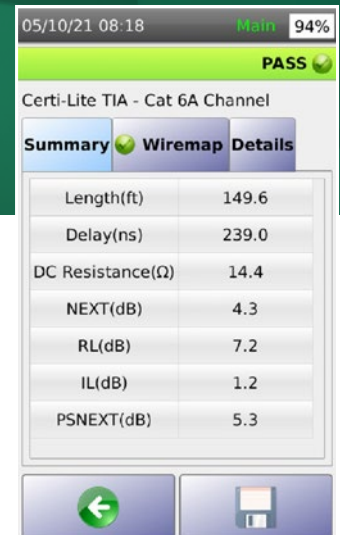 05/10/21 08:18 Main 94%
PASS
Certi-Lite TIA - Cat 6A Channel
Summary Wiremap Details
Length(ft) 149.6
Delay(ns) 239.0
DC Resistance(Ω) 14.4
NEXT(dB) 4.3
RL(dB) 7.2
IL(dB) 1.2
PSNEXT(dB) 5.3